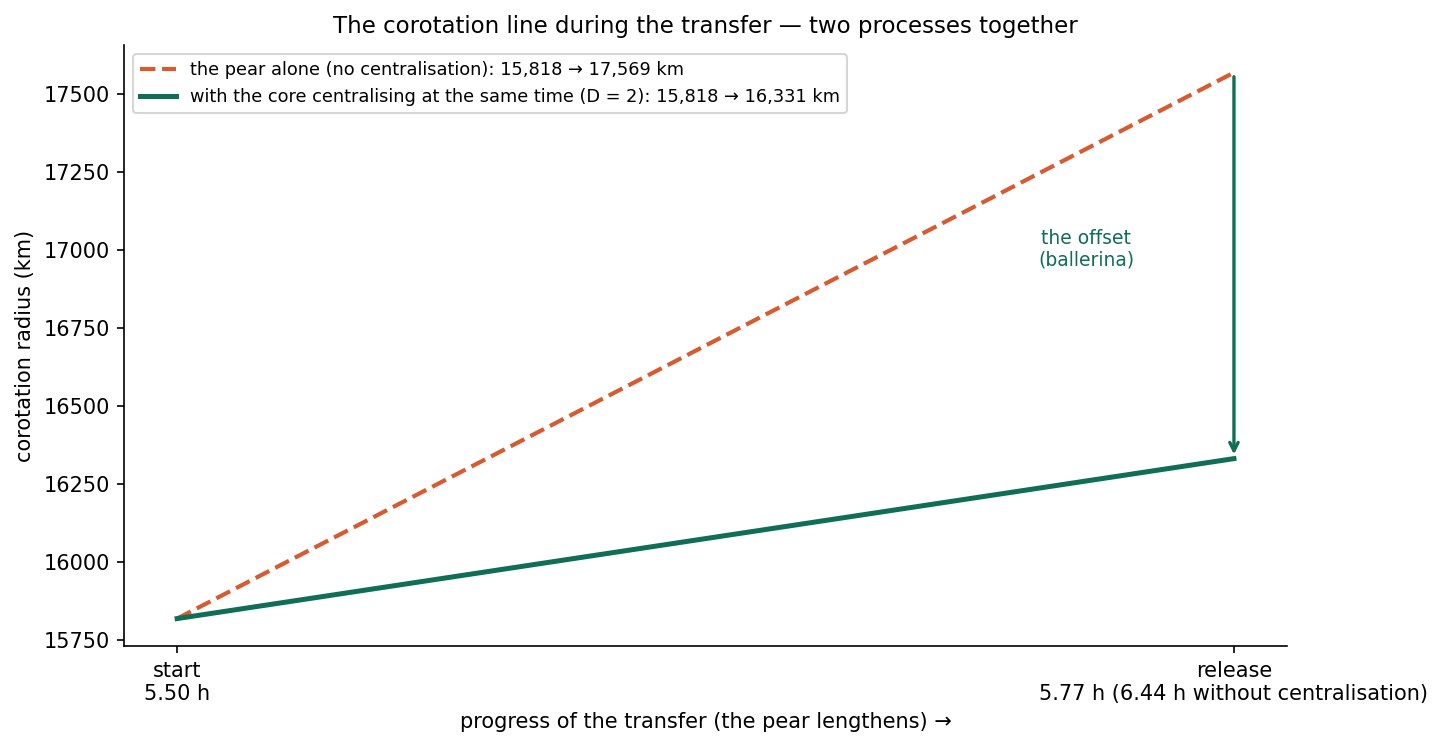 The corotation line during the transfer — two processes together
the pear alone (no centralisation): 15,818 → 17,569 km
with the core centralising at the same time (D = 2): 15,818 → 16,331 km
corotation radius (km)
17500
17250
17000
16750
16500
16250
16000
15750
the offset
(ballerina)
start
5.50 h
release
5.77 h (6.44 h without centralisation)
progress of the transfer (the pear lengthens) →